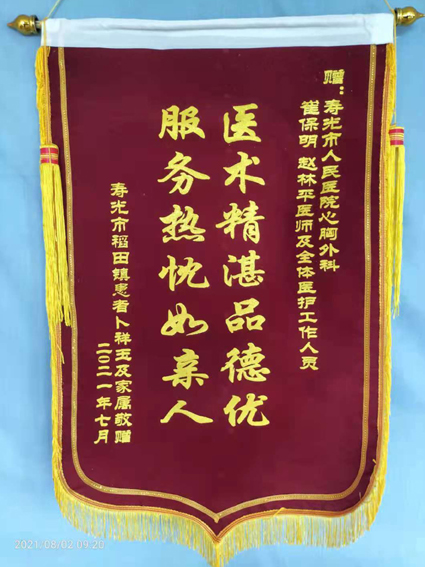 赠：寿光市人民医院心胸外科
崔保明 赵林平医师及全体医护工作人员
医术精湛品德优
服务热忱如亲人
寿光市稻田镇患者卜祥玉及家属敬赠
二〇二一年七月
2021/08/02 09:20